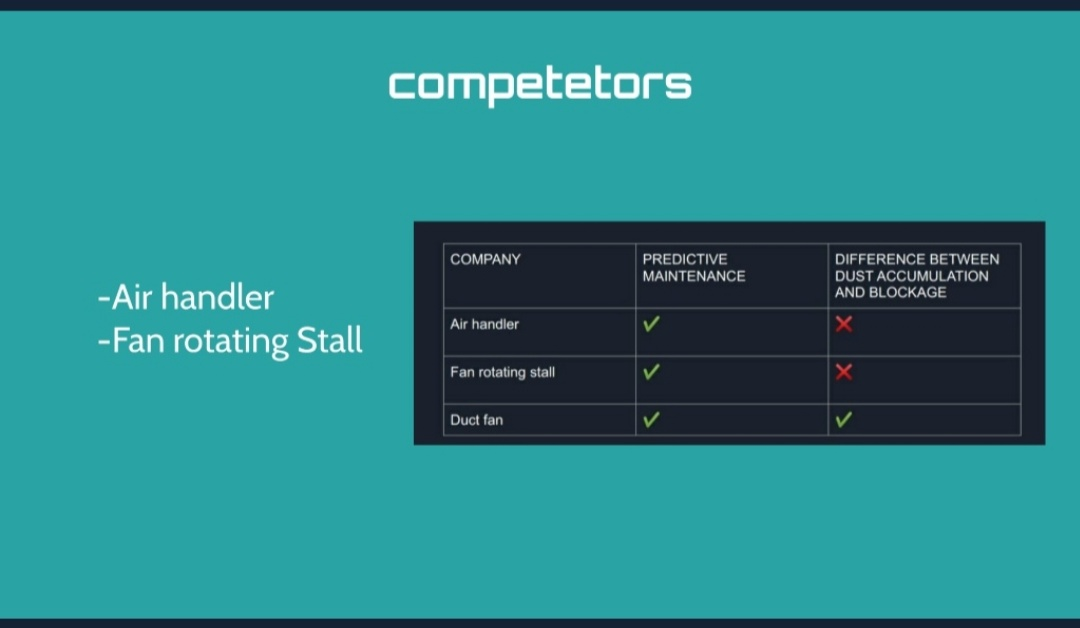 competetors
-Air handler
-Fan rotating Stall
COMPANY
PREDICTIVE
MAINTENANCE
DIFFERENCE BETWEEN
DUST ACCUMULATION
AND BLOCKAGE
Air handler
Fan rotating stall
Duct fan